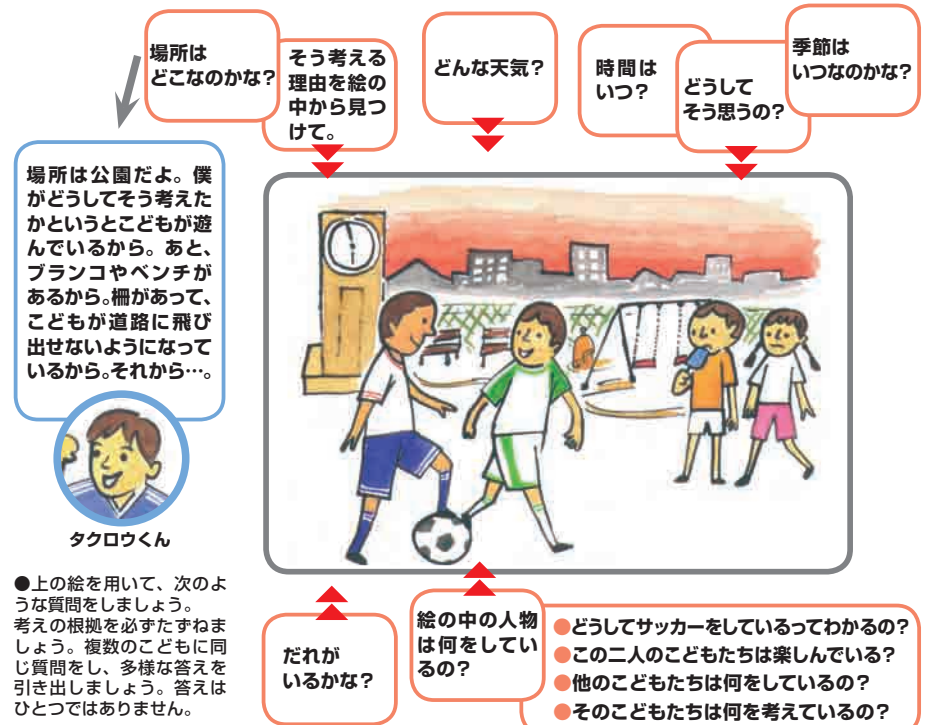 場所は
どこなのかな?
そう考える
理由を絵の
中から見つ
けて。
どんな天気?
時間は
いつ?
どうして
そう思うの?
季節は
いつなのかな?
場所は公園だよ。僕
がどうしてそう考えた
かというとこどもが遊
んでいるから。あと、
ブランコやベンチが
あるから。柵があって、
こどもが道路に飛び
出せないようになって
いるから。それから…。
タクロウくん
●上の絵を用いて、次のよ
うな質問をしましょう。
考えの根拠を必ずたずねま
しょう。複数のこどもに同
じ質問をし、多様な答えを
引き出しましょう。答えは
ひとつではありません。
だれが
いるかな?
絵の中の人物
は何をしてい
るの?
●どうしてサッカーをしているってわかるの?
●この二人のこどもたちは楽しんでいる?
●他のこどもたちは何をしているの?
●そのこどもたちは何を考えているの?